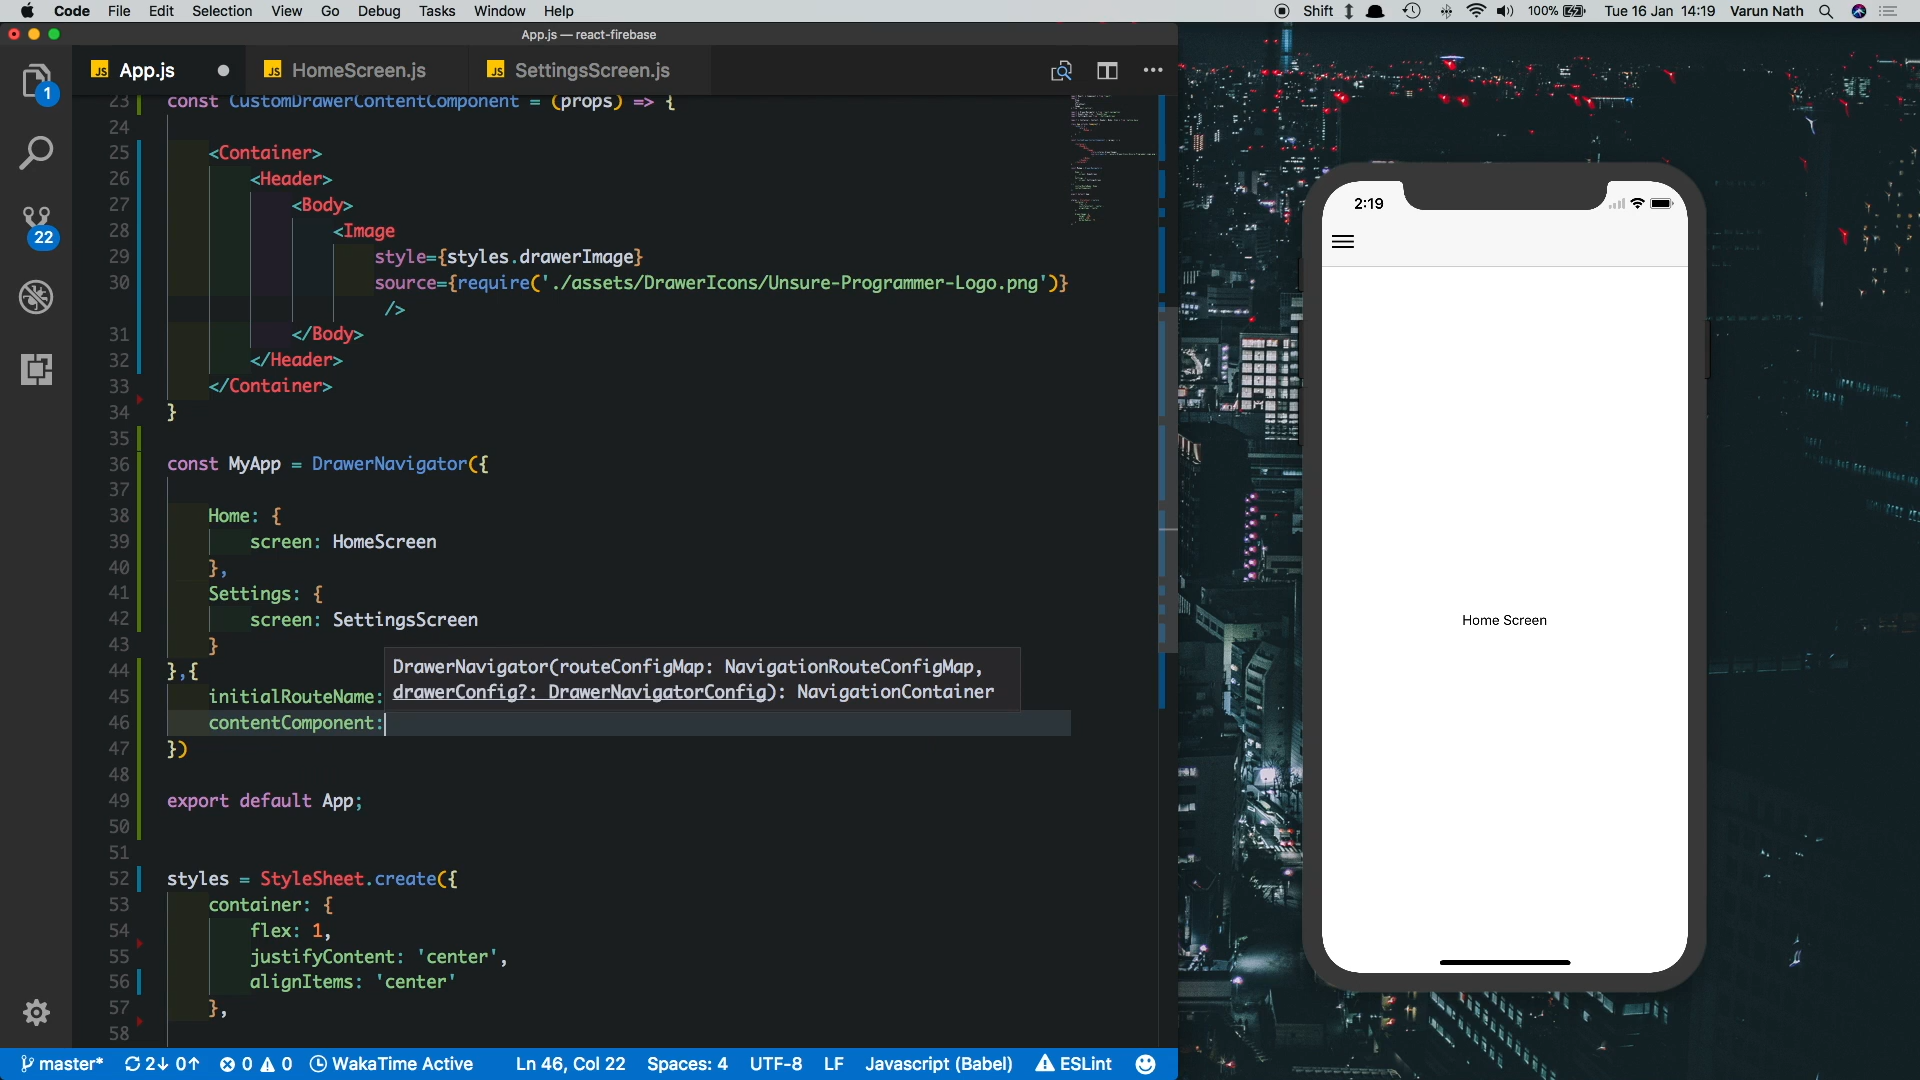 Code File Edit Selection View Go Debug Tasks Window Help
Shift 100% Tue 16 Jan 14:19 Varun Nath
App.js — react-firebase
JS App.js JS HomeScreen.js JS SettingsScreen.js
1
22
23 const CustomDrawerContentComponent = (props) => {
24
25 <Container>
26 <Header>
27 <Body>
28 <Image
29 style={styles.drawerImage}
30 source={require('./assets/DrawerIcons/Unsure-Programmer-Logo.png')}
/>
31 </Body>
32 </Header>
33 </Container>
34 }
35
36 const MyApp = DrawerNavigator({
37
38 Home: {
39 screen: HomeScreen
40 },
41 Settings: {
42 screen: SettingsScreen
43 }
44 },{
45 initialRouteName:
46 contentComponent:
47 })
48
49 export default App;
50
51
52 styles = StyleSheet.create({
53 container: {
54 flex: 1,
55 justifyContent: 'center',
56 alignItems: 'center'
57 },
58
DrawerNavigator(routeConfigMap: NavigationRouteConfigMap,
drawerConfig?: DrawerNavigatorConfig): NavigationContainer
master* 2↓ 0↑ 0 0 WakaTime Active Ln 46, Col 22 Spaces: 4 UTF-8 LF Javascript (Babel) ESLint
2:19
Home Screen